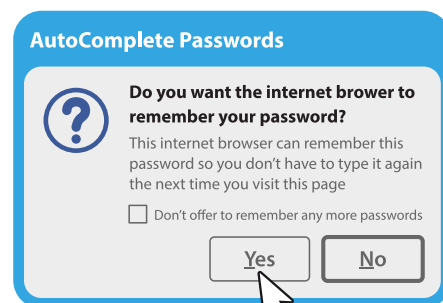 AutoComplete Passwords
Do you want the internet brower to
remember your password?
This internet browser can remember this
password so you don't have to type it again
the next time you visit this page
Don't offer to remember any more passwords
Yes
No